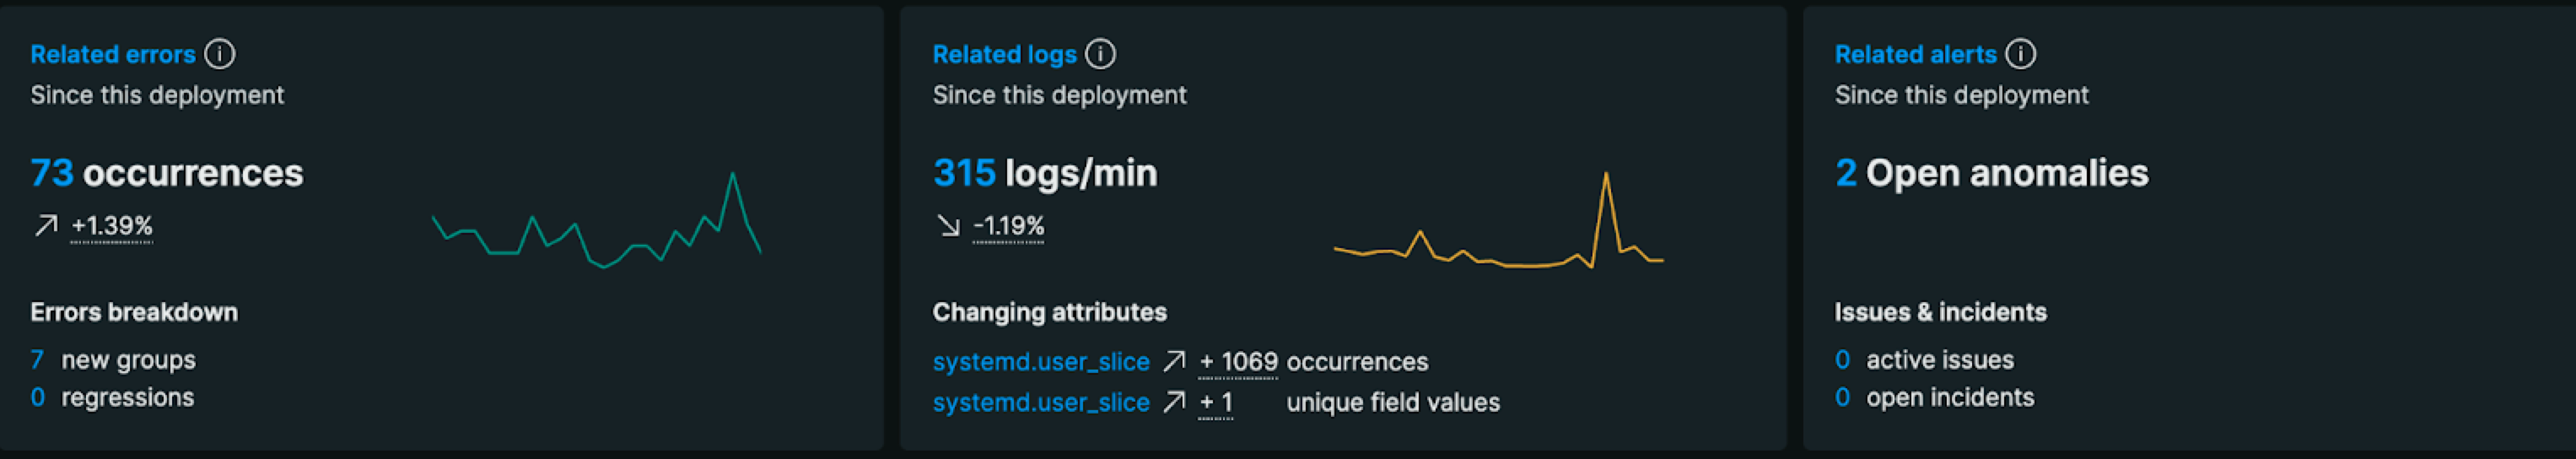 Related errors
Since this deployment
73 occurrences
+1.39%
Errors breakdown
7 new groups
0 regressions
Related logs
Since this deployment
315 logs/min
-1.19%
Changing attributes
systemd.user_slice + 1069 occurrences
systemd.user_slice + 1 unique field values
Related alerts
Since this deployment
2 Open anomalies
Issues & incidents
0 active issues
0 open incidents